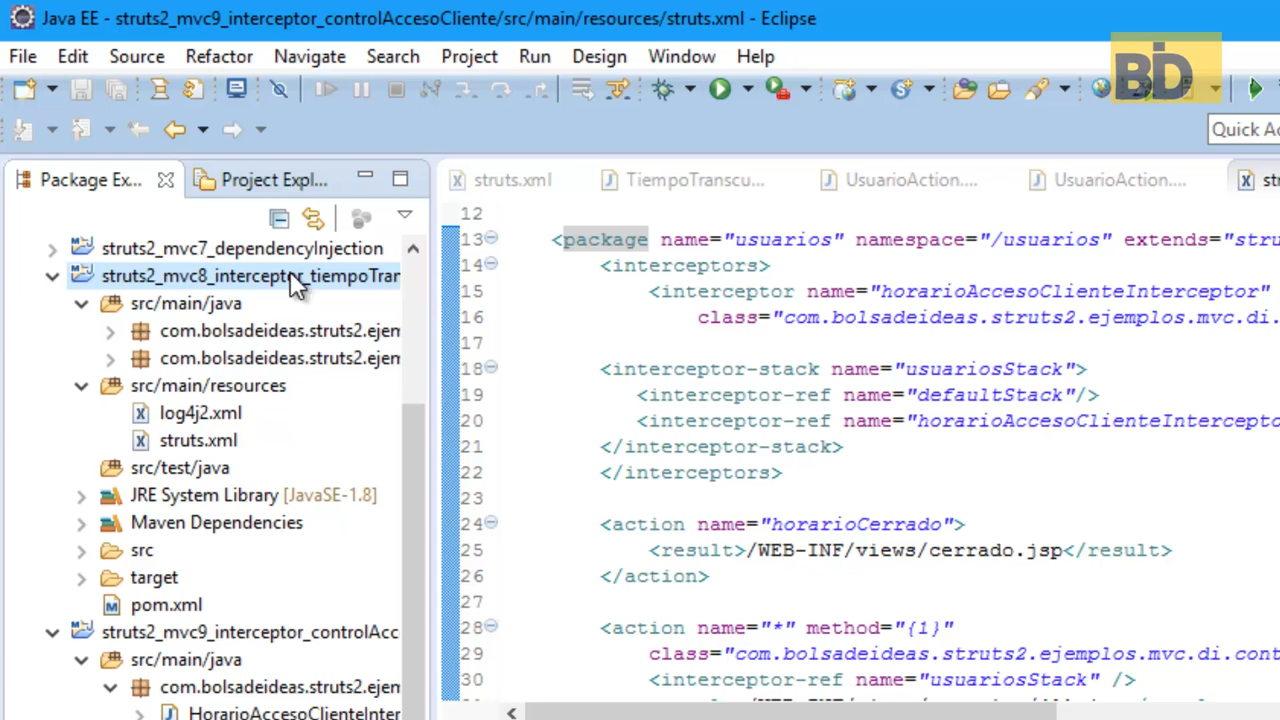 Java EE - struts2_mvc9_interceptor_controlAccesoCliente/src/main/resources/struts.xml - Eclipse
File Edit Source Refactor Navigate Search Project Run Design Window Help
BD
Quick Ac
Package Ex... Project Expl...
struts.xml TiempoTranscu... UsuarioAction.... UsuarioAction.... str
struts2_mvc7_dependencyInjection
struts2_mvc8_interceptor_tiempoTran
src/main/java
com.bolsadeideas.struts2.ejem
com.bolsadeideas.struts2.ejem
src/main/resources
log4j2.xml
struts.xml
src/test/java
JRE System Library [JavaSE-1.8]
Maven Dependencies
src
target
pom.xml
struts2_mvc9_interceptor_controlAcc
src/main/java
com.bolsadeideas.struts2.ejem
HorarioAccesoClienteInter
12
13 <package name="usuarios" namespace="/usuarios" extends="stru
14 <interceptors>
15 <interceptor name="horarioAccesoClienteInterceptor"
16 class="com.bolsadeideas.struts2.ejemplos.mvc.di.
17
18 <interceptor-stack name="usuariosStack">
19 <interceptor-ref name="defaultStack"/>
20 <interceptor-ref name="horarioAccesoClienteIntercepto
21 </interceptor-stack>
22 </interceptors>
23
24 <action name="horarioCerrado">
25 <result>/WEB-INF/views/cerrado.jsp</result>
26 </action>
27
28 <action name="*" method="{1}"
29 class="com.bolsadeideas.struts2.ejemplos.mvc.di.cont
30 <interceptor-ref name="usuariosStack" />